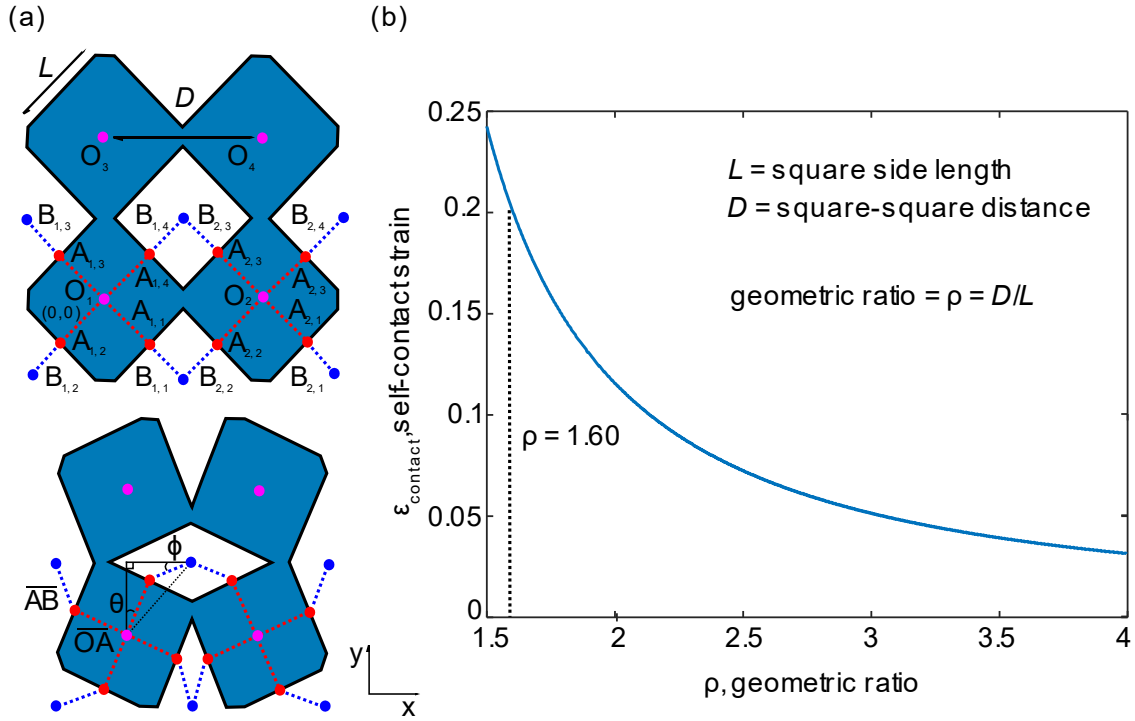 (a)
(b)
L
D
O₃ O₄
B₁,₃ B₁,₄ B₂,₃ B₂,₄
A₁,₃ A₁,₄ A₂,₃ A₂,₃
O₁ O₂
(0,0) A₁,₁ A₂,₁
A₁,₂ A₂,₂
B₁,₂ B₁,₁ B₂,₂ B₂,₁
ϕ
θ
AB
OA
y
x
0.25
0.2
0.15
0.1
0.05
0
1.5 2 2.5 3 3.5 4
ε contact, self-contact strain
ρ, geometric ratio
L = square side length
D = square-square distance
geometric ratio = ρ = D/L
ρ = 1.60